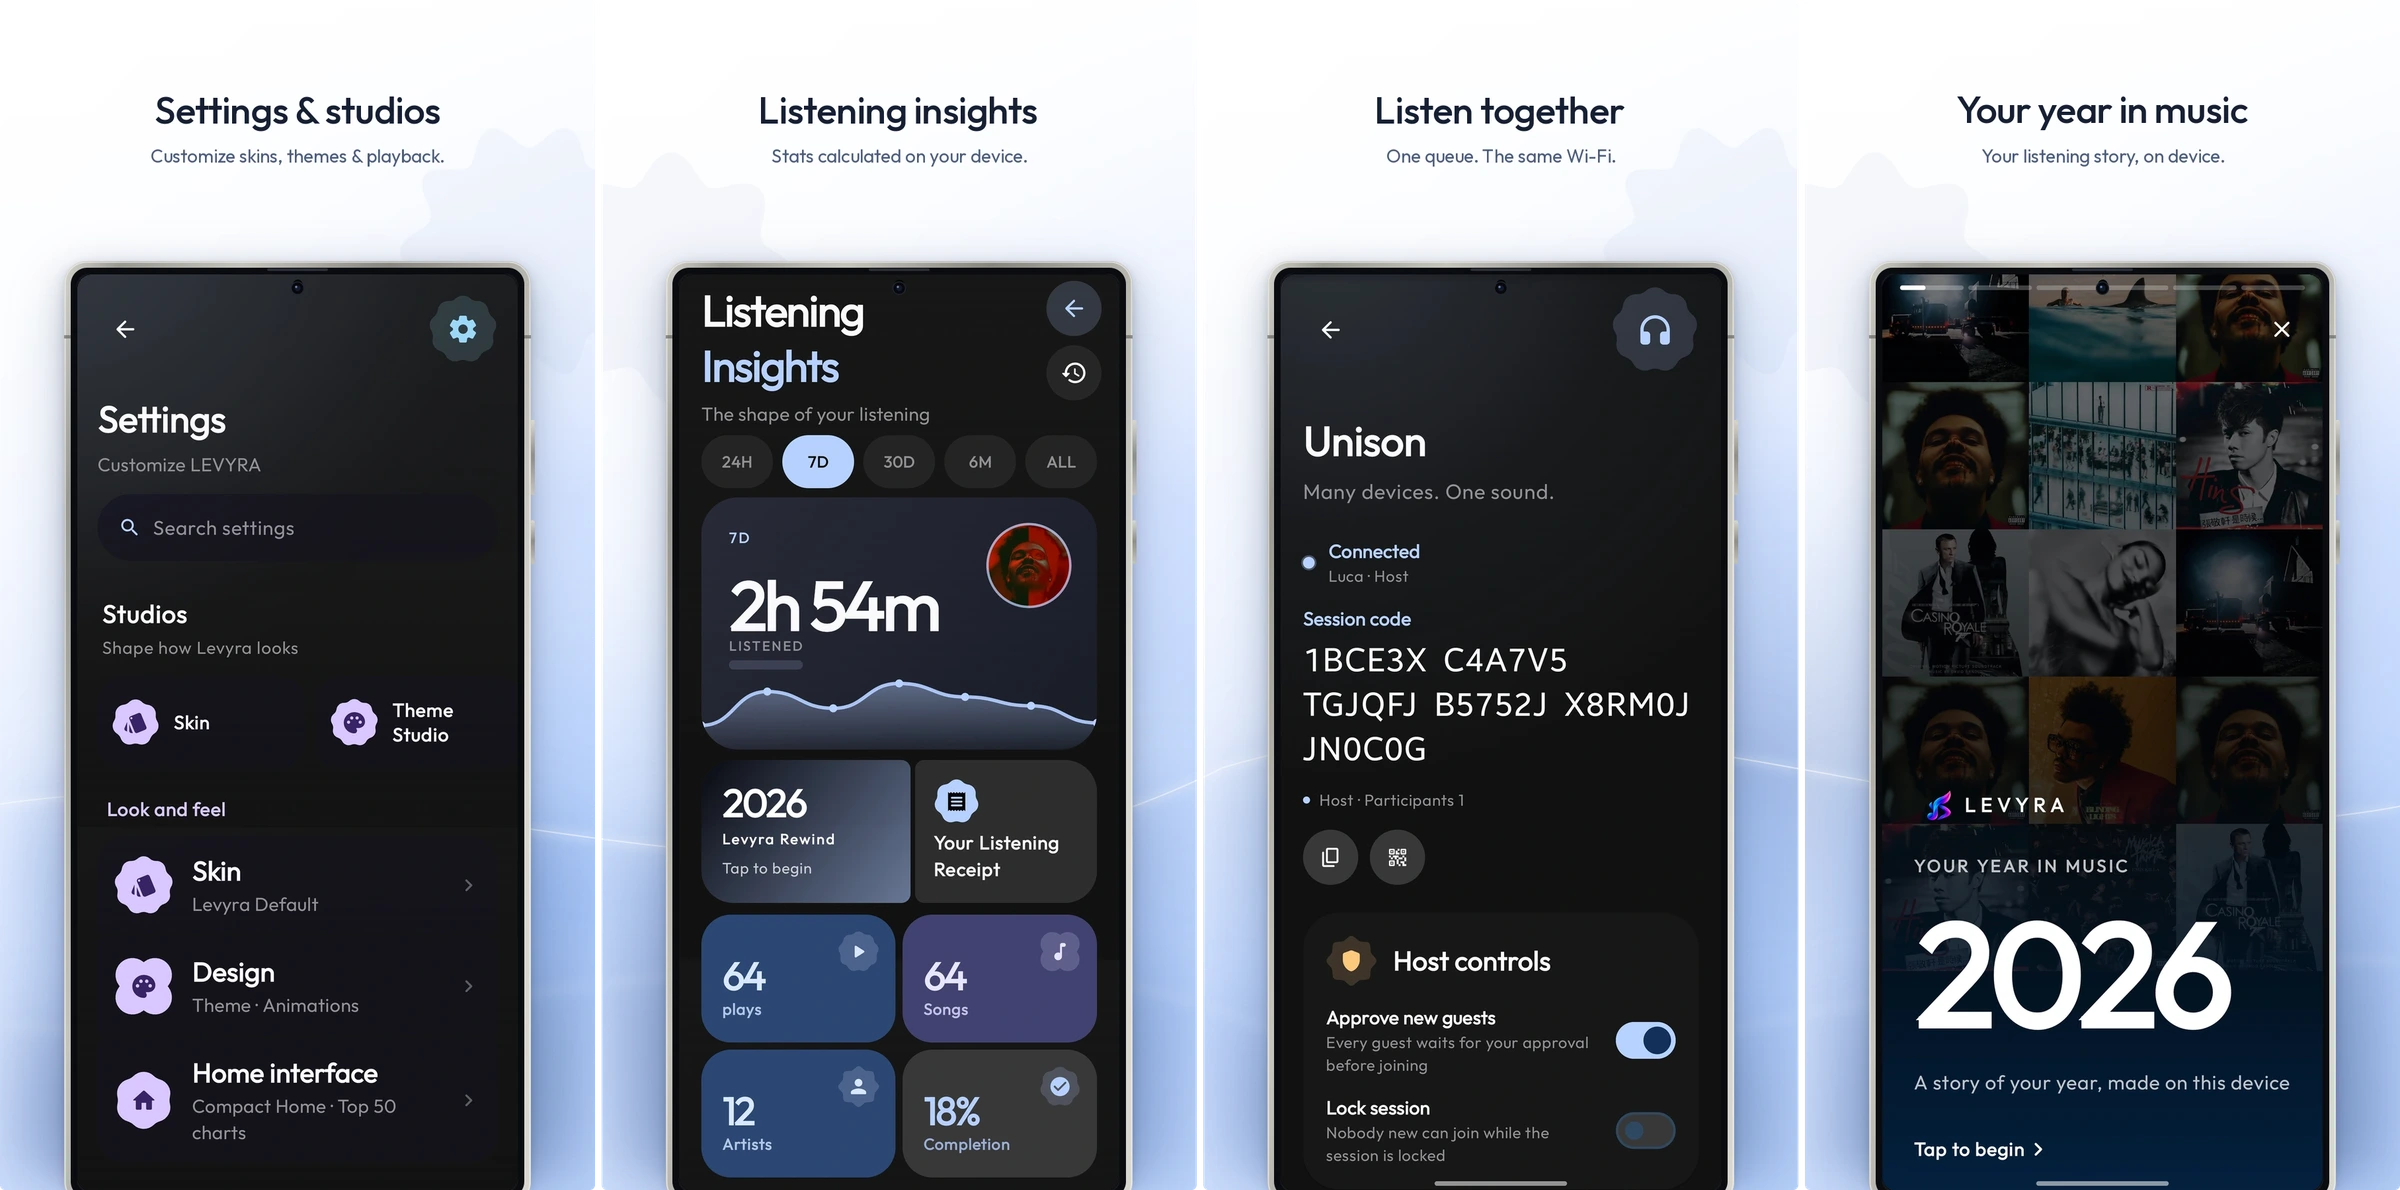 Settings & studios
Customize skins, themes & playback.
Settings
Customize LEVYRA
Search settings
Studios
Shape how Levyra looks
Skin
Theme
Studio
Look and feel
Skin
Levyra Default
Design
Theme · Animations
Home interface
Compact Home · Top 50
charts
Listening insights
Stats calculated on your device.
Listening
Insights
The shape of your listening
24H 7D 30D 6M ALL
7D
2h 54m
LISTENED
2026
Levyra Rewind
Tap to begin
Your Listening
Receipt
64
plays
64
Songs
12
Artists
18%
Completion
Listen together
One queue. The same Wi-Fi.
Unison
Many devices. One sound.
Connected
Luca · Host
Session code
1BCE3X C4A7V5
TGJQFJ B5752J X8RM0J
JN0C0G
Host · Participants 1
Host controls
Approve new guests
Every guest waits for your approval
before joining
Lock session
Nobody new can join while the
session is locked
Your year in music
Your listening story, on device.
Hins
CASINO
ROYALE
LEVYRA
YOUR YEAR IN MUSIC
CASINO
ROYALE
2026
A story of your year, made on this device
Tap to begin